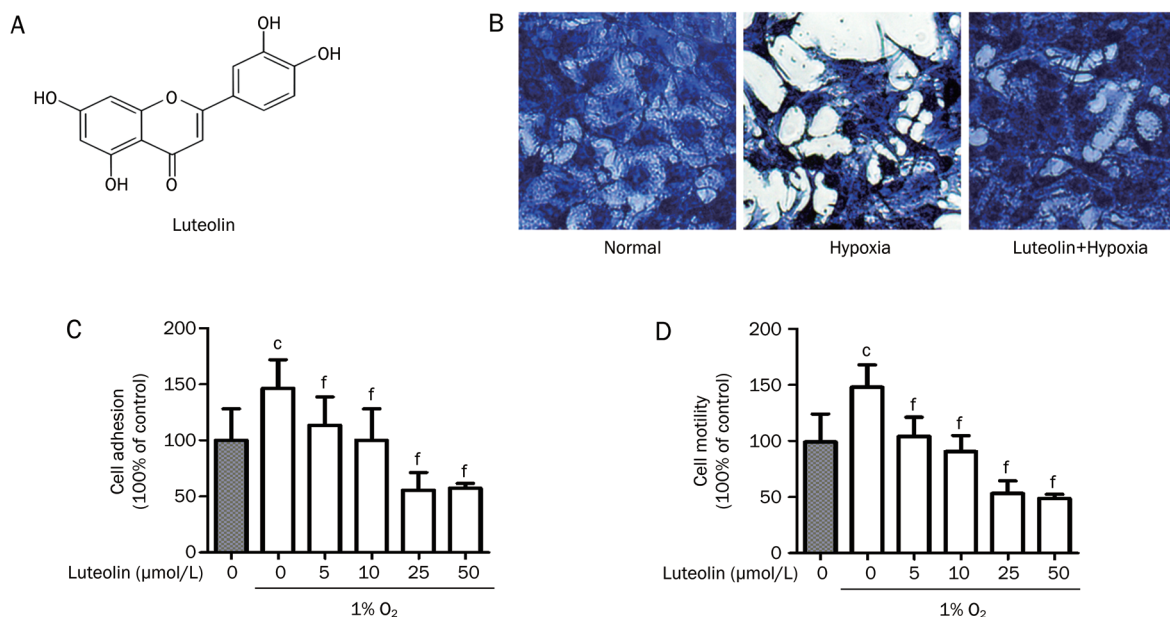 A
OH
OH
HO
O
OH
O
Luteolin
B
Normal
Hypoxia
Luteolin+Hypoxia
C
Cell adhesion
(100% of control)
200
150
100
50
0
c
f
f
f
f
Luteolin (µmol/L)
0
0
5
10
25
50
1% O₂
D
Cell motility
(100% of control)
200
150
100
50
0
c
f
f
f
f
Luteolin (µmol/L)
0
0
5
10
25
50
1% O₂